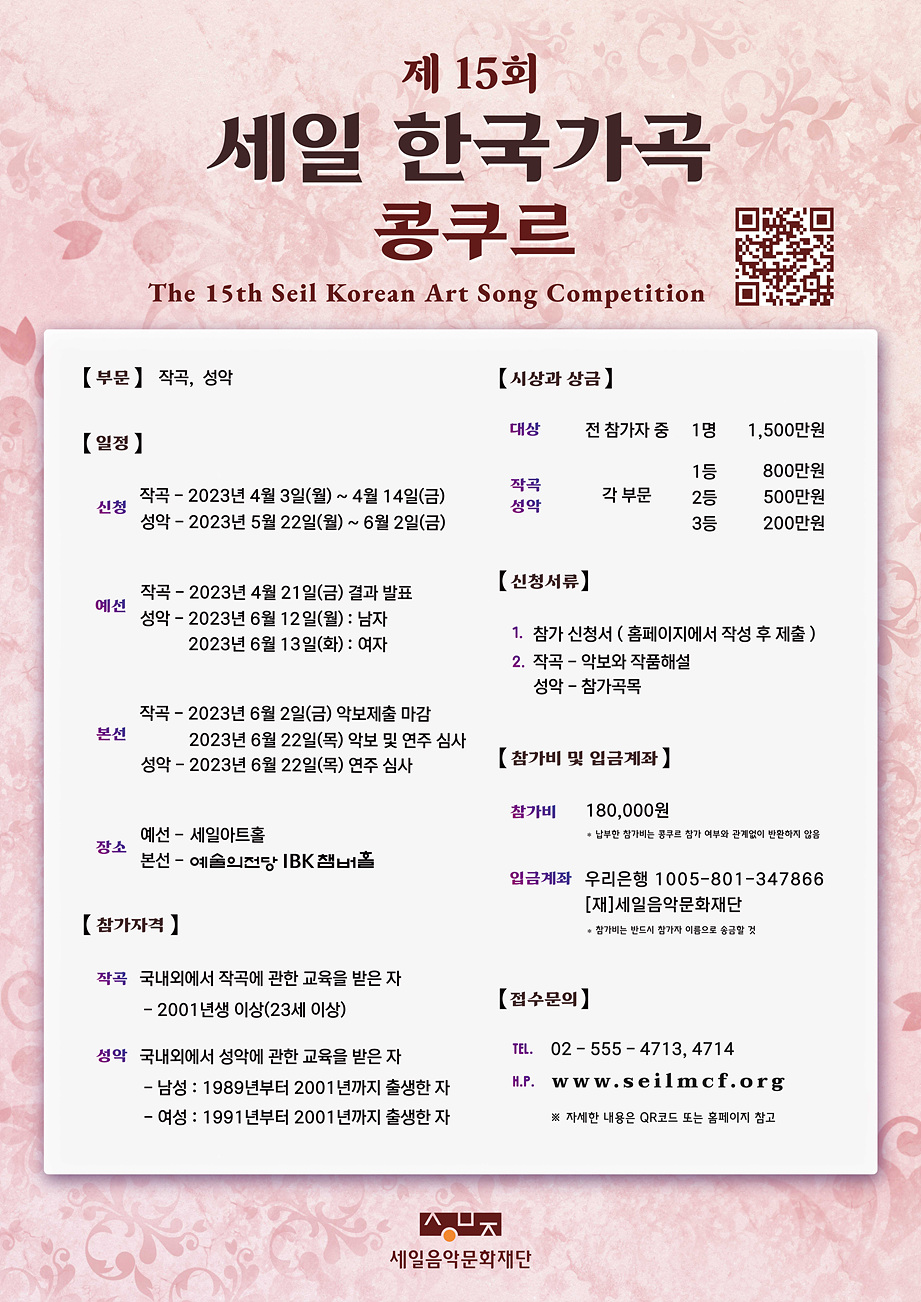 제 15회
세일 한국가곡
콩쿠르
The 15th Seil Korean Art Song Competition
【부문】 작곡, 성악
【일정】
신청
작곡 – 2023년 4월 3일(월) ~ 4월 14일(금)
성악 – 2023년 5월 22일(월) ~ 6월 2일(금)
예선
작곡 – 2023년 4월 21일(금) 결과 발표
성악 – 2023년 6월 12일(월) : 남자
2023년 6월 13일(화) : 여자
본선
작곡 – 2023년 6월 2일(금) 악보제출 마감
2023년 6월 22일(목) 악보 및 연주 심사
성악 – 2023년 6월 22일(목) 연주 심사
장소
예선 – 세일아트홀
본선 – 예술의전당 IBK챔버홀
【참가자격】
작곡 국내외에서 작곡에 관한 교육을 받은 자
– 2001년생 이상(23세 이상)
성악 국내외에서 성악에 관한 교육을 받은 자
– 남성 : 1989년부터 2001년까지 출생한 자
– 여성 : 1991년부터 2001년까지 출생한 자
【시상과 상금】
대상 전 참가자 중 1명 1,500만원
작곡
성악
각 부문
1등 800만원
2등 500만원
3등 200만원
【신청서류】
1. 참가 신청서 ( 홈페이지에서 작성 후 제출 )
2. 작곡 – 악보와 작품해설
성악 – 참가곡목
【참가비 및 입금계좌】
참가비 180,000원
* 납부한 참가비는 콩쿠르 참가 여부와 관계없이 반환하지 않음
입금계좌 우리은행 1005-801-347866
[재]세일음악문화재단
* 참가비는 반드시 참가자 이름으로 송금할 것
【접수문의】
TEL. 02 – 555 – 4713, 4714
H.P. www.seilmcf.org
※ 자세한 내용은 QR코드 또는 홈페이지 참고
세일음악문화재단